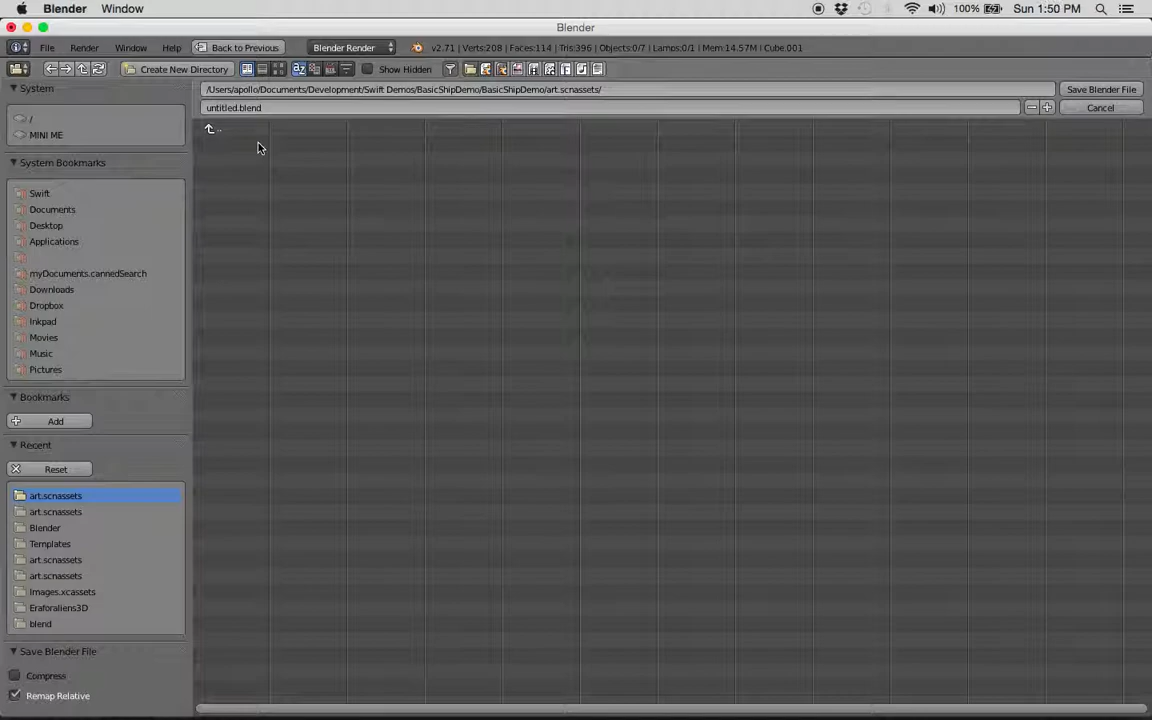 Blender Window 100% Sun 1:50 PM
Blender
File Render Window Help Back to Previous Blender Render v2.71 | Verts:208 | Faces:114 | Tris:396 | Objects:0/7 | Lamps:0/1 | Mem:14.57M | Cube.001
Create New Directory Show Hidden
System
/Users/apollo/Documents/Development/Swift Demos/BasicShipDemo/BasicShipDemo/art.scnassets/ Save Blender File
untitled.blend Cancel
..
/
MINI ME
System Bookmarks
Swift
Documents
Desktop
Applications
myDocuments.cannedSearch
Downloads
Dropbox
Inkpad
Movies
Music
Pictures
Bookmarks
Add
Recent
Reset
art.scnassets
art.scnassets
Blender
Templates
art.scnassets
art.scnassets
Images.xcassets
Eraforaliens3D
blend
Save Blender File
Compress
Remap Relative